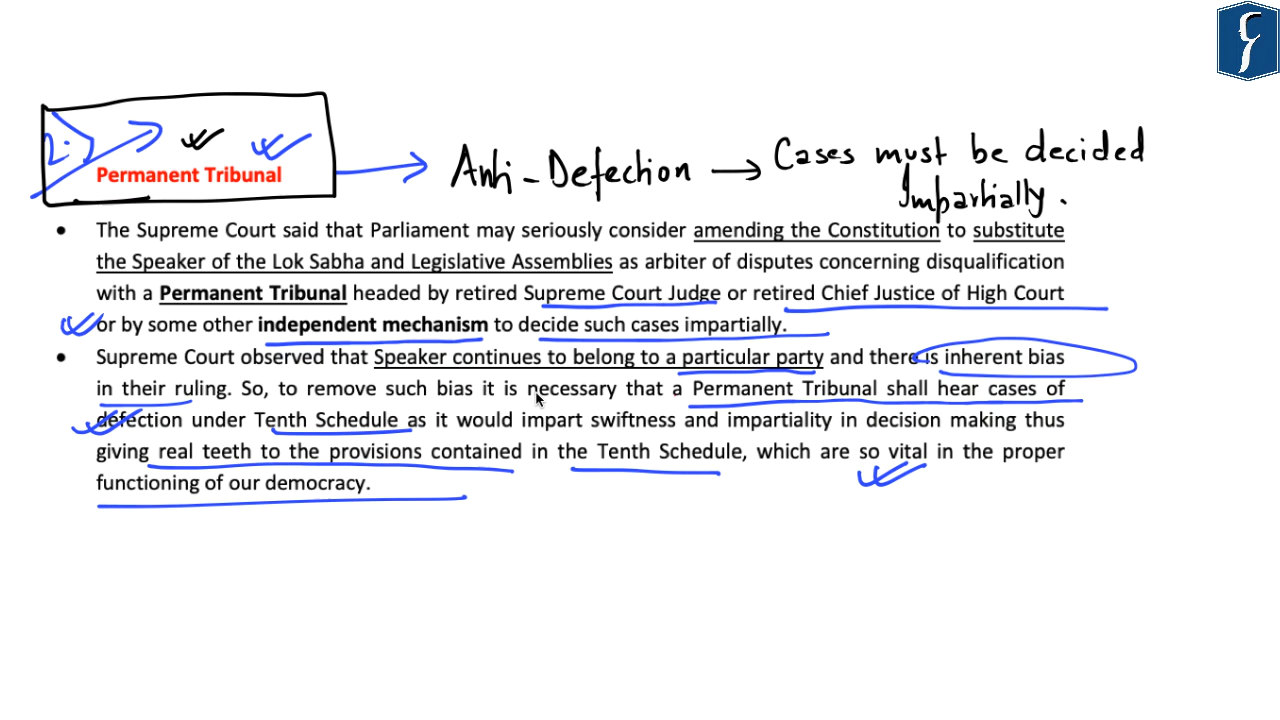 2.)
Permanent Tribunal
Anti-Defection → Cases must be decided
Impartially.
• The Supreme Court said that Parliament may seriously consider amending the Constitution to substitute
the Speaker of the Lok Sabha and Legislative Assemblies as arbiter of disputes concerning disqualification
with a Permanent Tribunal headed by retired Supreme Court Judge or retired Chief Justice of High Court
or by some other independent mechanism to decide such cases impartially.
• Supreme Court observed that Speaker continues to belong to a particular party and there is inherent bias
in their ruling. So, to remove such bias it is necessary that a Permanent Tribunal shall hear cases of
defection under Tenth Schedule as it would impart swiftness and impartiality in decision making thus
giving real teeth to the provisions contained in the Tenth Schedule, which are so vital in the proper
functioning of our democracy.